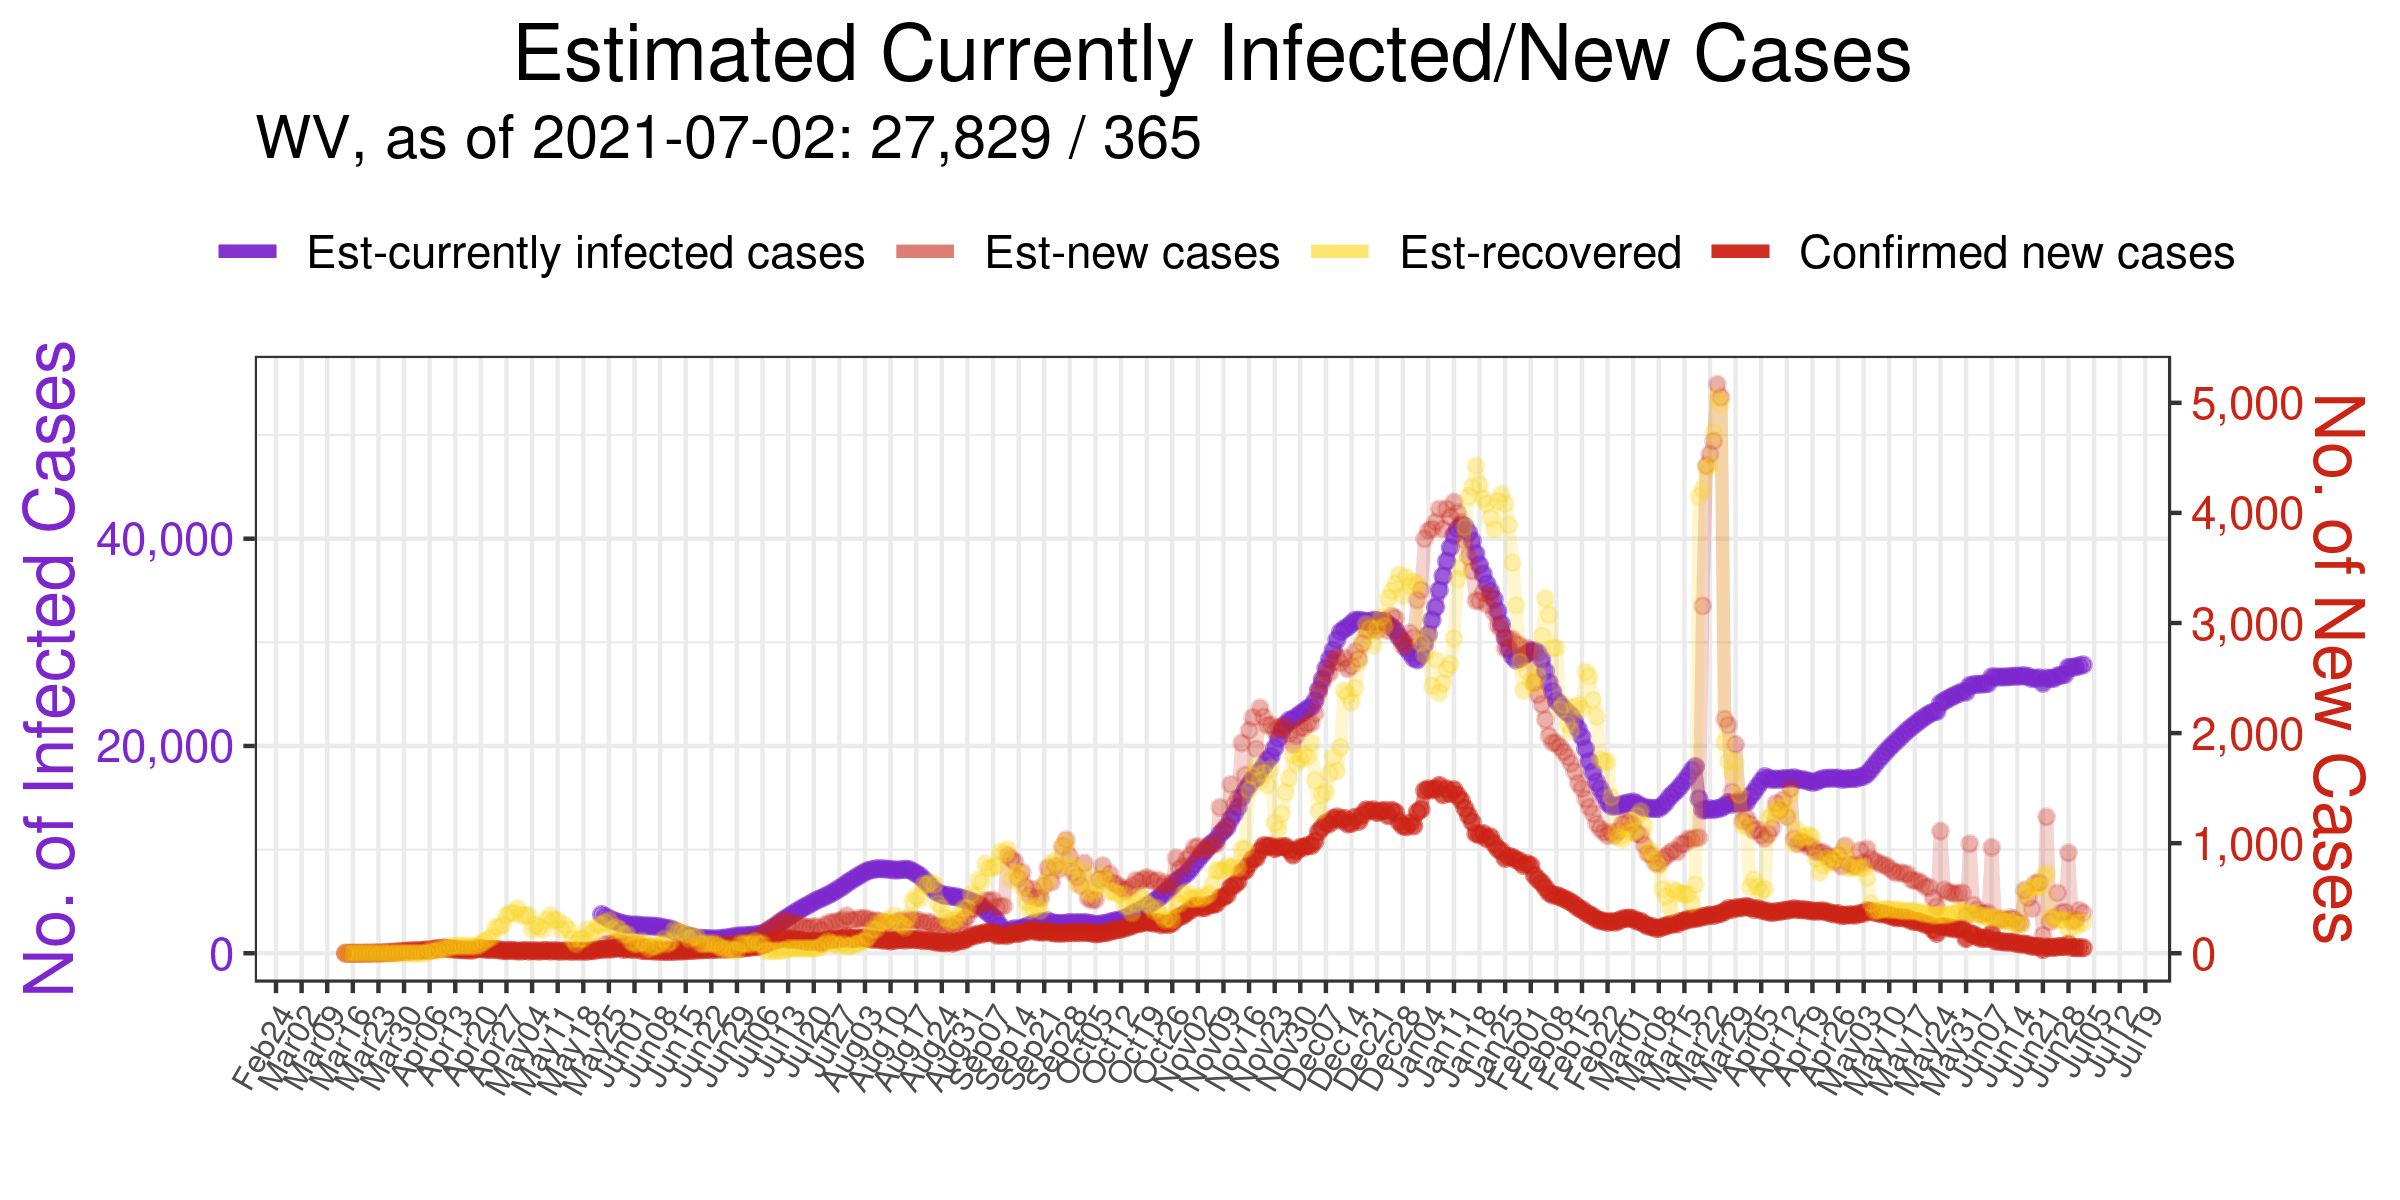 Estimated Currently Infected/New Cases
WV, as of 2021-07-02: 27,829 / 365
Est-currently infected cases Est-new cases Est-recovered Confirmed new cases
No. of Infected Cases
40,000
20,000
0
5,000
4,000
3,000
2,000
1,000
0
No. of New Cases
Feb24 Mar02 Mar09 Mar16 Mar23 Mar30 Apr06 Apr13 Apr20 Apr27 May04 May11 May18 May25 Jun01 Jun08 Jun15 Jun22 Jun29 Jul06 Jul13 Jul20 Jul27 Aug03 Aug10 Aug17 Aug24 Aug31 Sep07 Sep14 Sep21 Sep28 Oct05 Oct12 Oct19 Oct26 Nov02 Nov09 Nov16 Nov23 Nov30 Dec07 Dec14 Dec21 Dec28 Jan04 Jan11 Jan18 Jan25 Feb01 Feb08 Feb15 Feb22 Mar01 Mar08 Mar15 Mar22 Mar29 Apr05 Apr12 Apr19 Apr26 May03 May10 May17 May24 May31 Jun07 Jun14 Jun21 Jun28 Jul05 Jul12 Jul19